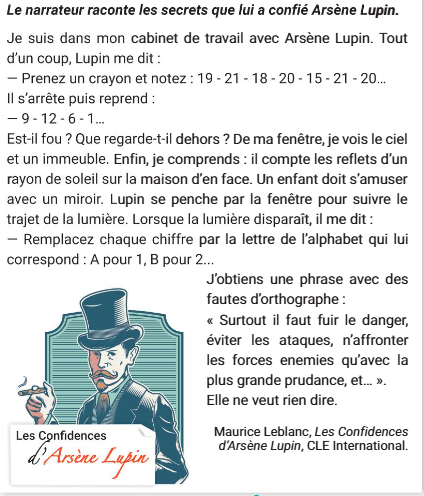 Le narrateur raconte les secrets que lui a confié Arsène Lupin.
Je suis dans mon cabinet de travail avec Arsène Lupin. Tout
d'un coup, Lupin me dit :
— Prenez un crayon et notez : 19 - 21 - 18 - 20 - 15 - 21 - 20...
Il s'arrête puis reprend :
— 9 - 12 - 6 - 1...
Est-il fou ? Que regarde-t-il dehors ? De ma fenêtre, je vois le ciel
et un immeuble. Enfin, je comprends : il compte les reflets d'un
rayon de soleil sur la maison d'en face. Un enfant doit s'amuser
avec un miroir. Lupin se penche par la fenêtre pour suivre le
trajet de la lumière. Lorsque la lumière disparaît, il me dit :
— Remplacez chaque chiffre par la lettre de l'alphabet qui lui
correspond : A pour 1, B pour 2...
J'obtiens une phrase avec des
fautes d'orthographe :
« Surtout il faut fuir le danger,
éviter les ataques, n'affronter
les forces enemies qu'avec la
plus grande prudance, et... ».
Elle ne veut rien dire.
Maurice Leblanc, Les Confidences
d'Arsène Lupin, CLE International.
Les Confidences
d'Arsène Lupin